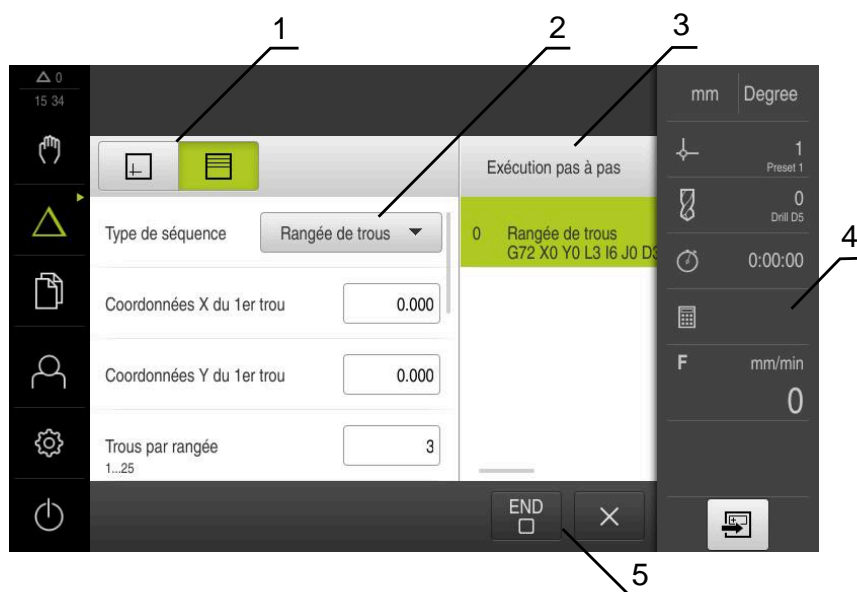 1
2
3
0
15 34
mm Degree
1
Preset 1
Exécution pas à pas
0
Drill D5
Type de séquence Rangée de trous
0 Rangée de trous
G72 X0 Y0 L3 I6 J0 D3
4
0:00:00
Coordonnées X du 1er trou 0.000
F mm/min
0
Coordonnées Y du 1er trou 0.000
Trous par rangée 3
1...25
END
5